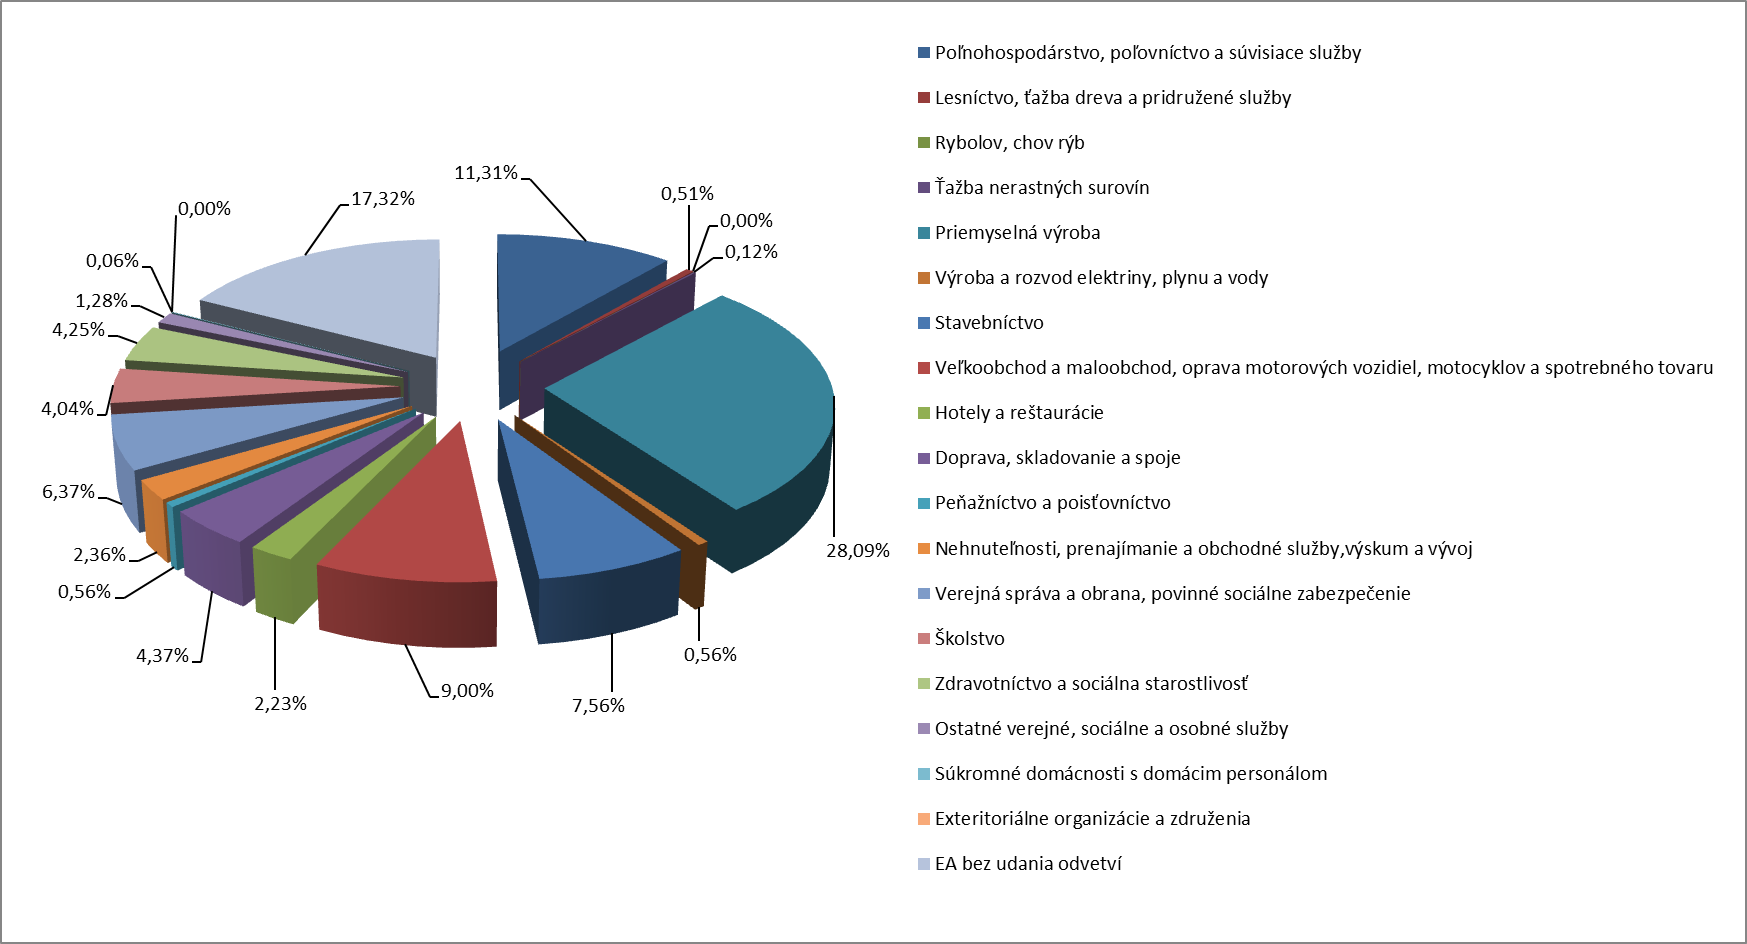 11,31%
0,51%
0,00%
0,12%
28,09%
0,56%
7,56%
9,00%
2,23%
4,37%
0,56%
2,36%
6,37%
4,04%
4,25%
1,28%
0,06%
0,00%
17,32%
Poľnohospodárstvo, poľovníctvo a súvisiace služby
Lesníctvo, ťažba dreva a pridružené služby
Rybolov, chov rýb
Ťažba nerastných surovín
Priemyselná výroba
Výroba a rozvod elektriny, plynu a vody
Stavebníctvo
Veľkoobchod a maloobchod, oprava motorových vozidiel, motocyklov a spotrebného tovaru
Hotely a reštaurácie
Doprava, skladovanie a spoje
Peňažníctvo a poisťovníctvo
Nehnuteľnosti, prenajímanie a obchodné služby,výskum a vývoj
Verejná správa a obrana, povinné sociálne zabezpečenie
Školstvo
Zdravotníctvo a sociálna starostlivosť
Ostatné verejné, sociálne a osobné služby
Súkromné domácnosti s domácim personálom
Exteritoriálne organizácie a združenia
EA bez udania odvetví